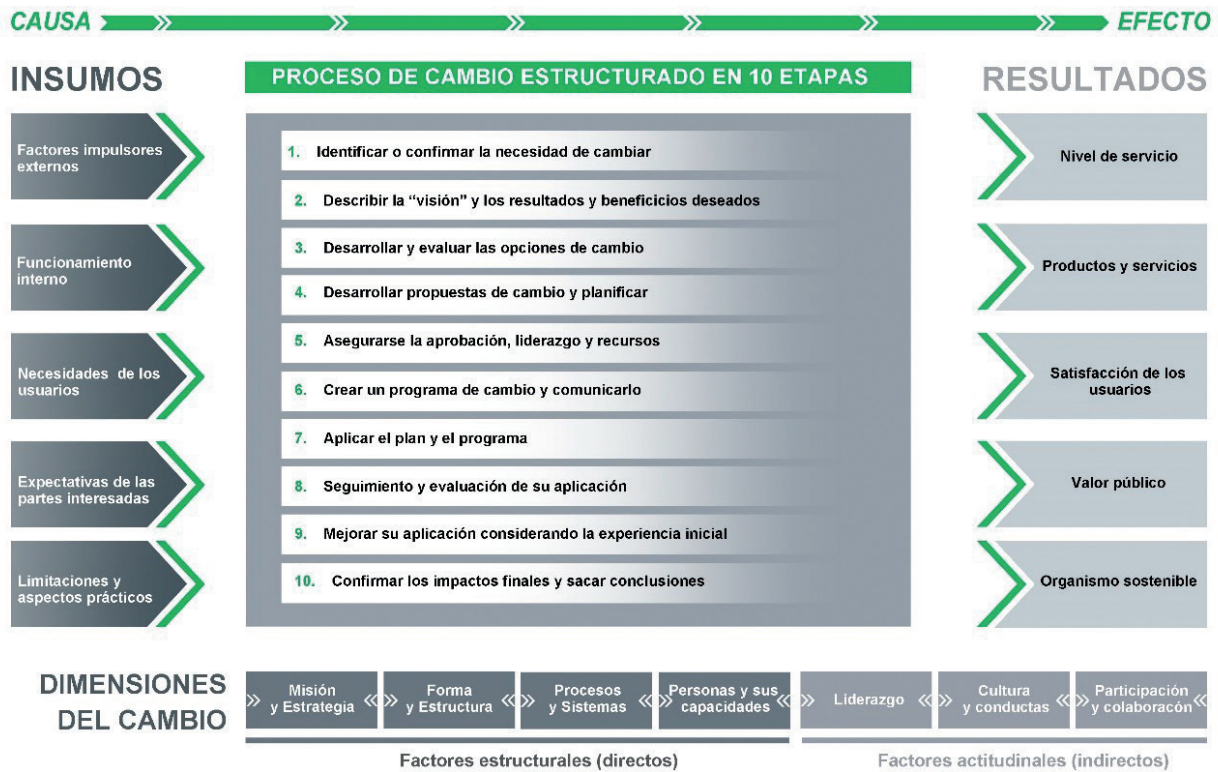 CAUSA
EFECTO
INSUMOS
Factores impulsores
externos
Funcionamiento
interno
Necesidades de los
usuarios
Expectativas de las
partes interesadas
Limitaciones y
aspectos prácticos
PROCESO DE CAMBIO ESTRUCTURADO EN 10 ETAPAS
1. Identificar o confirmar la necesidad de cambiar
2. Describir la “visión” y los resultados y beneficicios deseados
3. Desarrollar y evaluar las opciones de cambio
4. Desarrollar propuestas de cambio y planificar
5. Asegurarse la aprobación, liderazgo y recursos
6. Crear un programa de cambio y comunicarlo
7. Aplicar el plan y el programa
8. Seguimiento y evaluación de su aplicación
9. Mejorar su aplicación considerando la experiencia inicial
10. Confirmar los impactos finales y sacar conclusiones
RESULTADOS
Nivel de servicio
Productos y servicios
Satisfacción de los
usuarios
Valor público
Organismo sostenible
DIMENSIONES
DEL CAMBIO
Misión
y Estrategia
Forma
y Estructura
Procesos
y Sistemas
Personas y sus
capacidades
Liderazgo
Cultura
y conductas
Participación
y colaboracón
Factores estructurales (directos)
Factores actitudinales (indirectos)